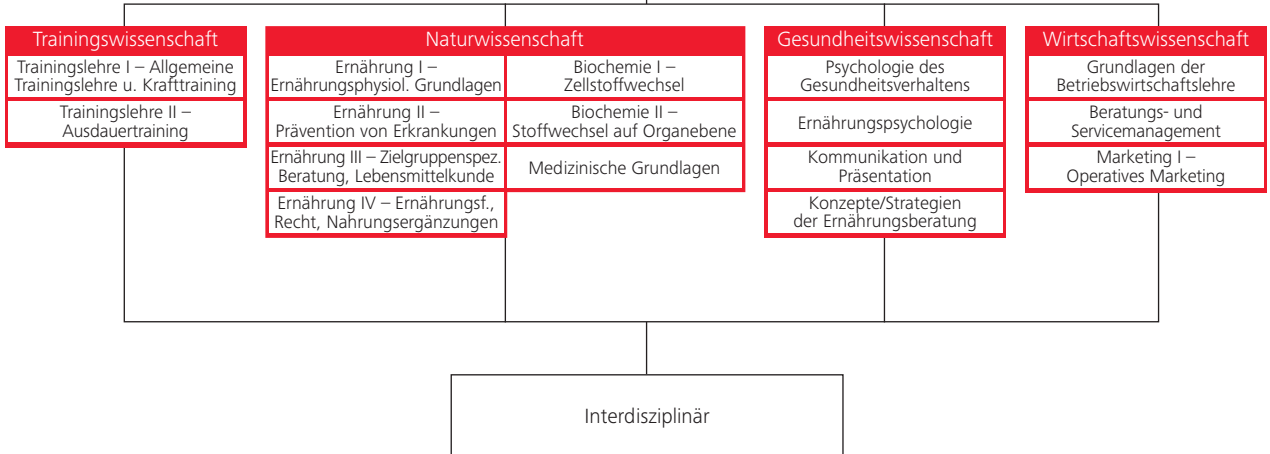 Trainingswissenschaft
Trainingslehre I – Allgemeine
Trainingslehre u. Krafttraining
Trainingslehre II –
Ausdauertraining
Naturwissenschaft
Ernährung I –
Ernährungsphysiol. Grundlagen
Ernährung II –
Prävention von Erkrankungen
Ernährung III – Zielgruppenspez.
Beratung, Lebensmittelkunde
Ernährung IV – Ernährungsf.,
Recht, Nahrungsergänzungen
Biochemie I –
Zellstoffwechsel
Biochemie II –
Stoffwechsel auf Organebene
Medizinische Grundlagen
Gesundheitswissenschaft
Psychologie des
Gesundheitsverhaltens
Ernährungspsychologie
Kommunikation und
Präsentation
Konzepte/Strategien
der Ernährungsberatung
Wirtschaftswissenschaft
Grundlagen der
Betriebswirtschaftslehre
Beratungs- und
Servicemanagement
Marketing I –
Operatives Marketing
Interdisziplinär